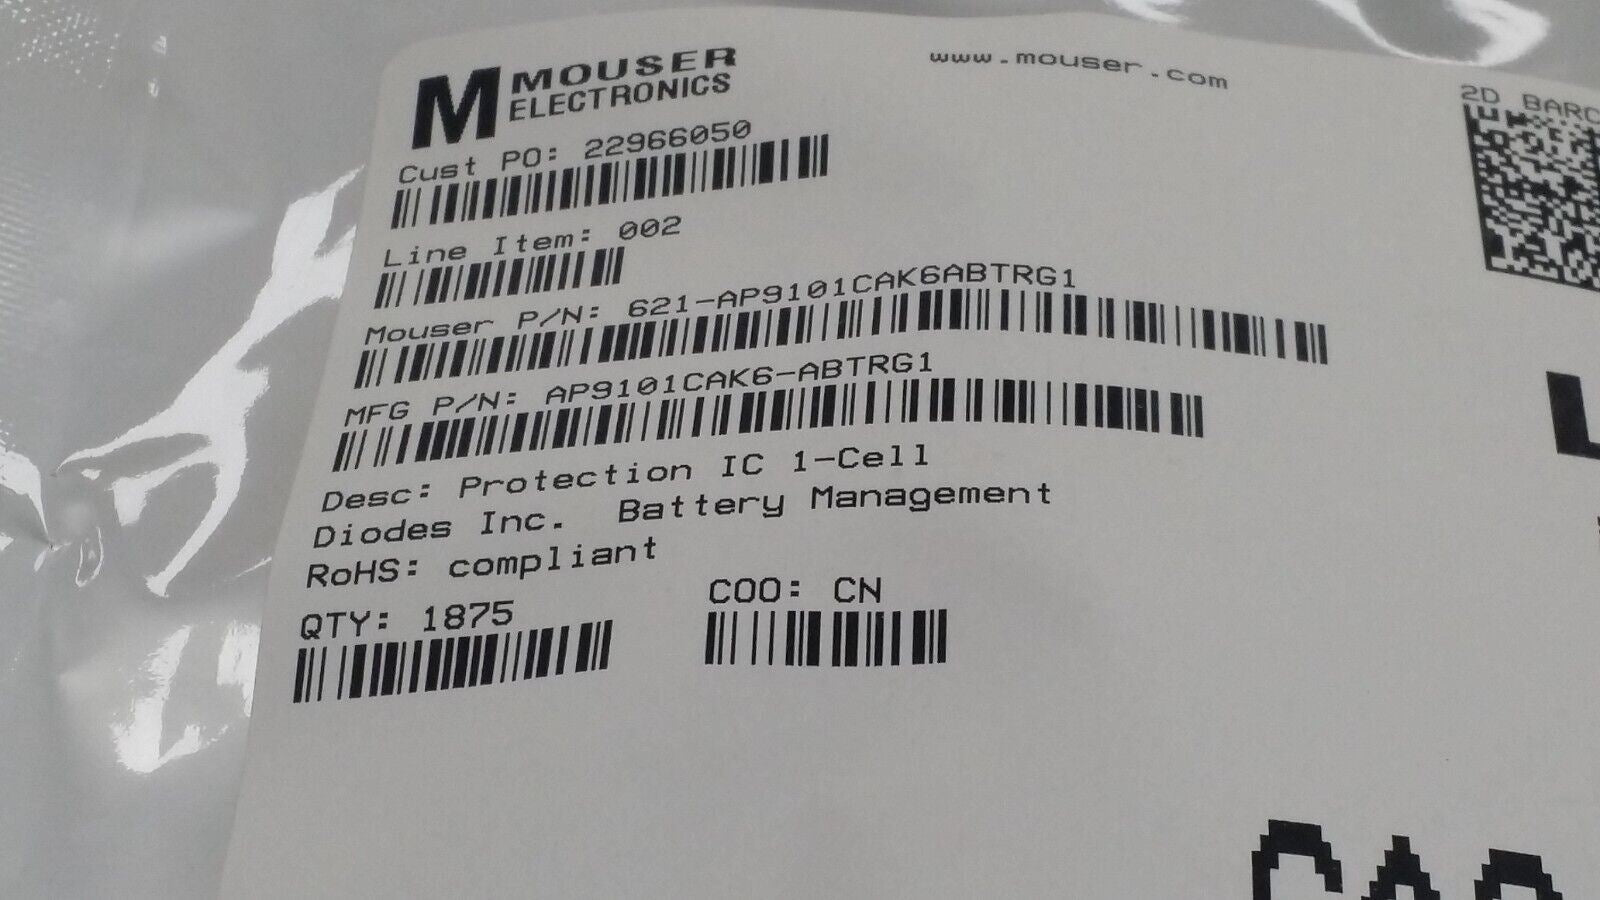 MOUSER
ELECTRONICS
www.mouser.com
2D BARC
Cust PO: 22966050
Line Item: 002
Mouser P/N: 621-AP9101CAK6ABTRG1
MFG P/N: AP9101CAK6-ABTRG1
Desc: Protection IC 1-Cell
Diodes Inc.  Battery Management
RoHS: compliant
QTY: 1875
COO: CN